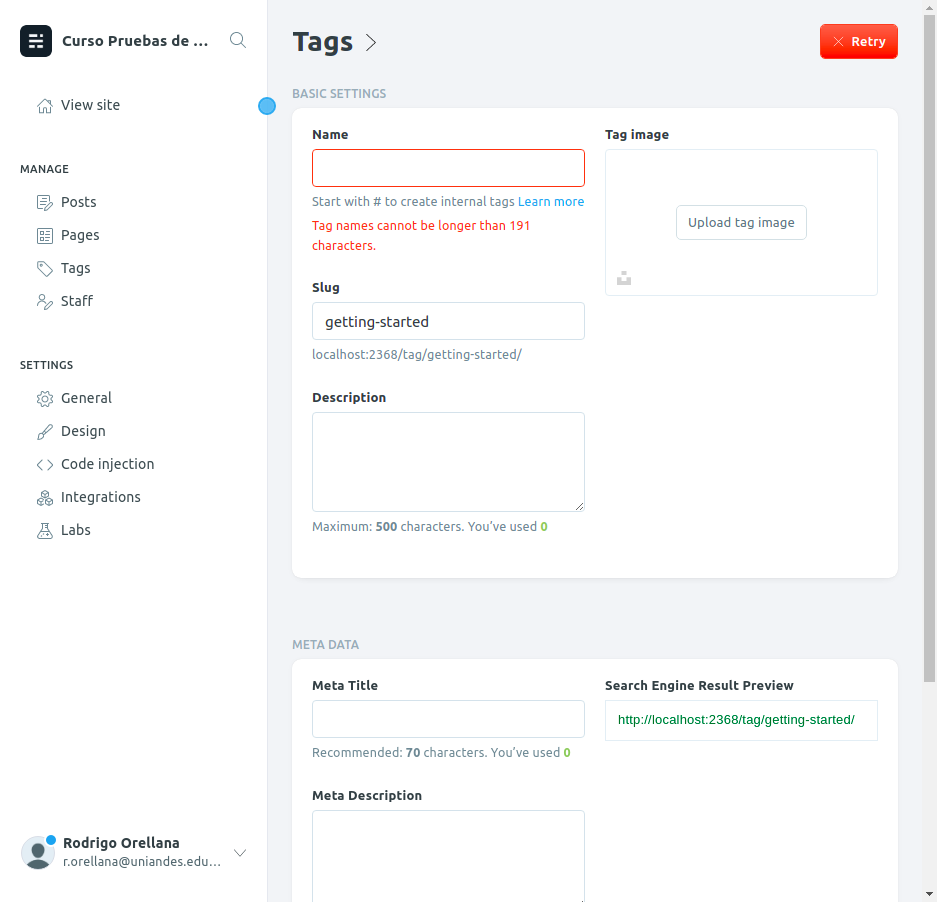 Curso Pruebas de ...
View site
MANAGE
Posts
Pages
Tags
Staff
SETTINGS
General
Design
Code injection
Integrations
Labs
Rodrigo Orellana
r.orellana@uniandes.edu...
Tags
Retry
BASIC SETTINGS
Name
Start with # to create internal tags Learn more
Tag names cannot be longer than 191
characters.
Slug
getting-started
localhost:2368/tag/getting-started/
Description
Maximum: 500 characters. You’ve used 0
Tag image
Upload tag image
META DATA
Meta Title
Recommended: 70 characters. You’ve used 0
Meta Description
Search Engine Result Preview
http://localhost:2368/tag/getting-started/